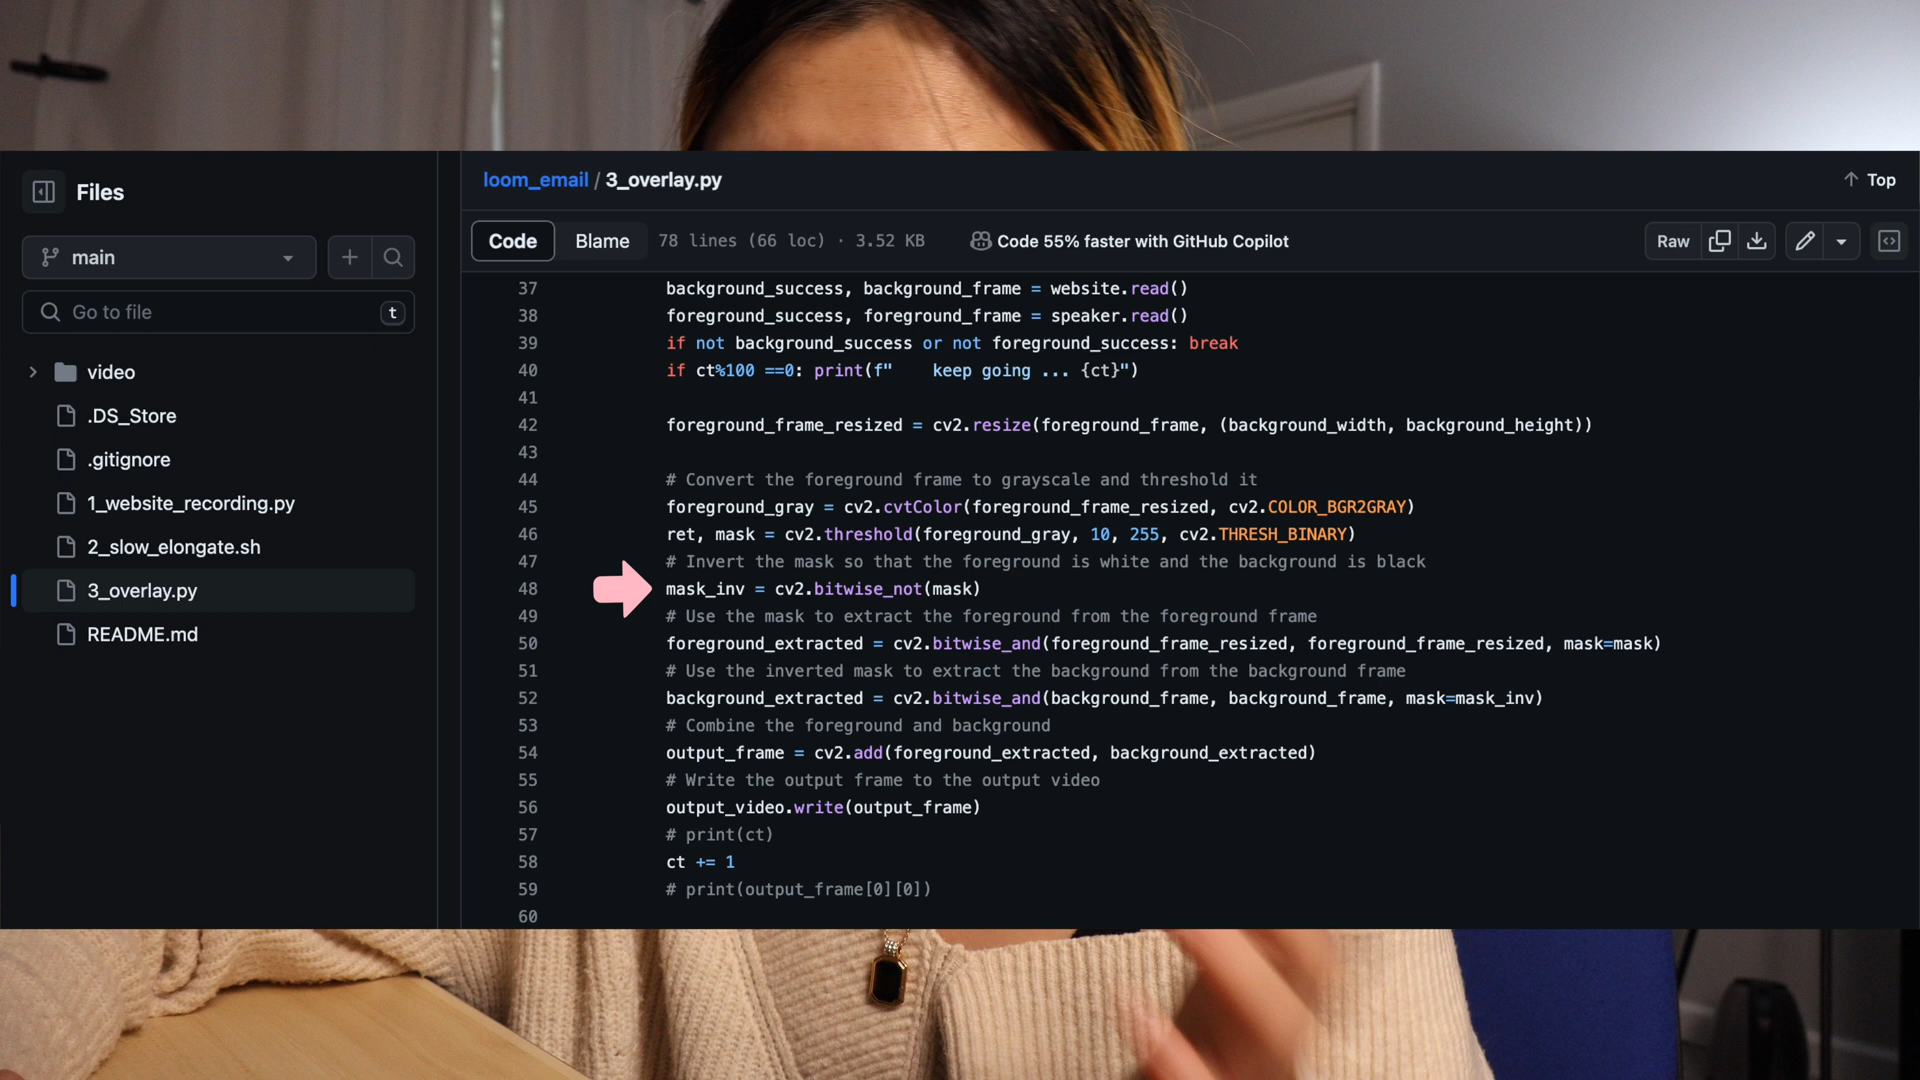 Files
main
Go to file
t
video
.DS_Store
.gitignore
1_website_recording.py
2_slow_elongate.sh
3_overlay.py
README.md
loom_email / 3_overlay.py
Top
Code
Blame
78 lines (66 loc) · 3.52 KB
Code 55% faster with GitHub Copilot
Raw
37 background_success, background_frame = website.read()
38 foreground_success, foreground_frame = speaker.read()
39 if not background_success or not foreground_success: break
40 if ct%100 ==0: print(f"    keep going ... {ct}")
41
42 foreground_frame_resized = cv2.resize(foreground_frame, (background_width, background_height))
43
44 # Convert the foreground frame to grayscale and threshold it
45 foreground_gray = cv2.cvtColor(foreground_frame_resized, cv2.COLOR_BGR2GRAY)
46 ret, mask = cv2.threshold(foreground_gray, 10, 255, cv2.THRESH_BINARY)
47 # Invert the mask so that the foreground is white and the background is black
48 mask_inv = cv2.bitwise_not(mask)
49 # Use the mask to extract the foreground from the foreground frame
50 foreground_extracted = cv2.bitwise_and(foreground_frame_resized, foreground_frame_resized, mask=mask)
51 # Use the inverted mask to extract the background from the background frame
52 background_extracted = cv2.bitwise_and(background_frame, background_frame, mask=mask_inv)
53 # Combine the foreground and background
54 output_frame = cv2.add(foreground_extracted, background_extracted)
55 # Write the output frame to the output video
56 output_video.write(output_frame)
57 # print(ct)
58 ct += 1
59 # print(output_frame[0][0])
60